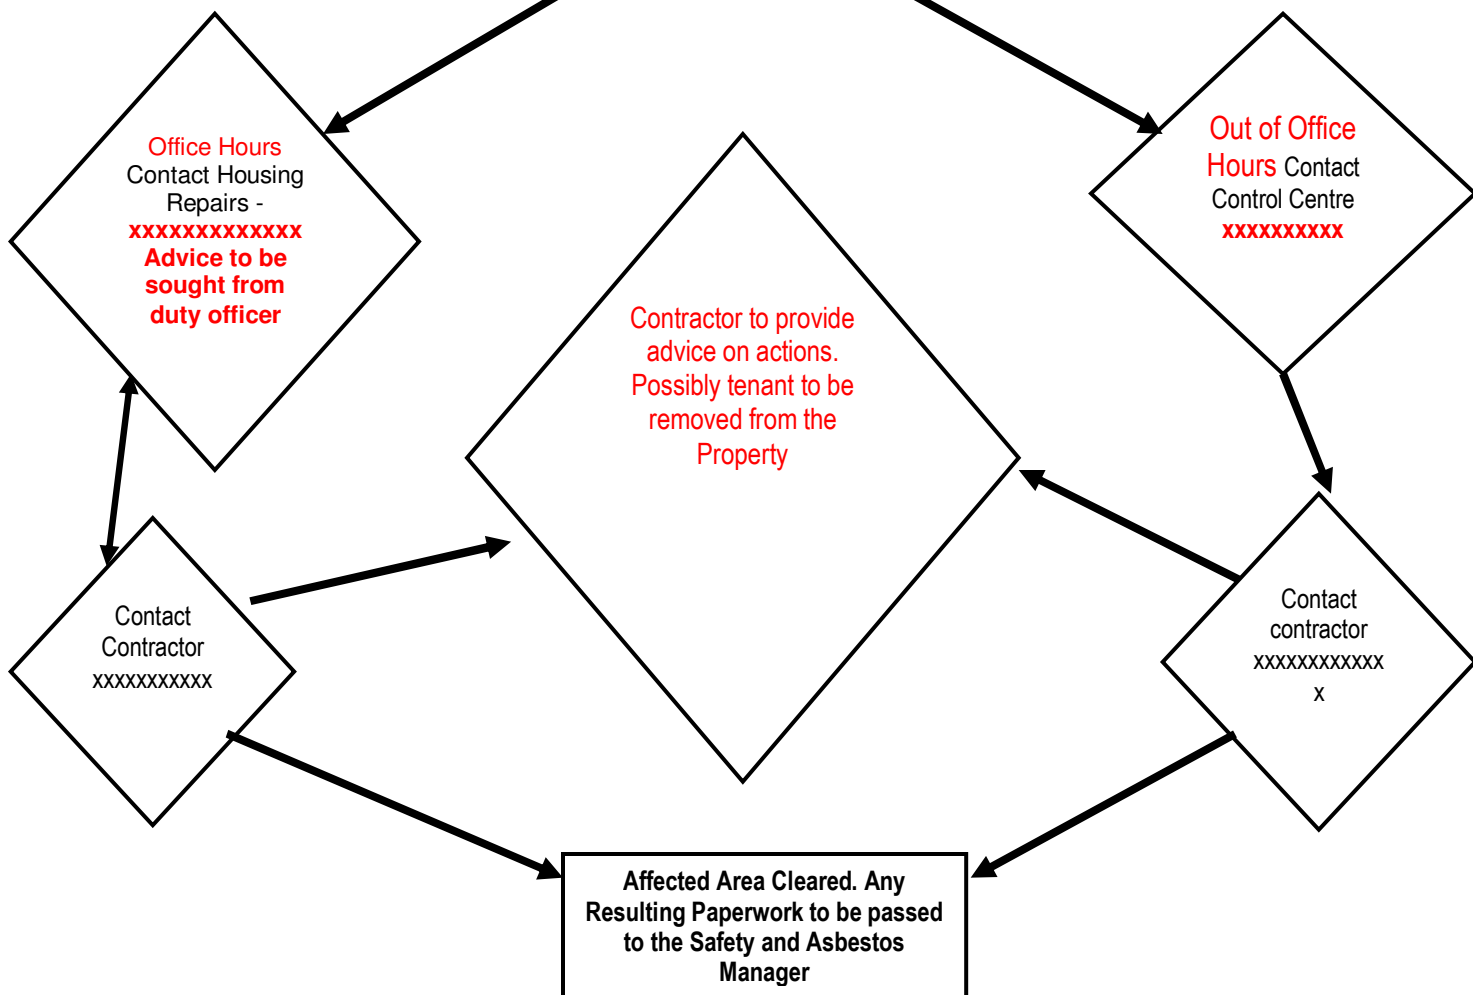 Office Hours
Contact Housing
Repairs -
xxxxxxxxxxxxx
Advice to be
sought from
duty officer
Out of Office
Hours Contact
Control Centre
xxxxxxxxxx
Contractor to provide
advice on actions.
Possibly tenant to be
removed from the
Property
Contact
Contractor
xxxxxxxxxxx
Contact
contractor
xxxxxxxxxxxx
x
Affected Area Cleared. Any
Resulting Paperwork to be passed
to the Safety and Asbestos
Manager